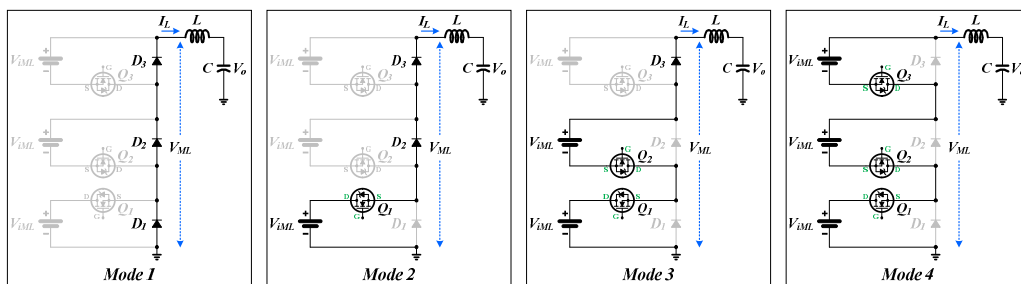 I_L L
V_iML + − G Q_3 S D D_3 C V_o
V_iML + − G Q_2 S D D_2 V_ML
V_iML + − D S G Q_1 D_1
Mode 1
I_L L
V_iML + − G Q_3 S D D_3 C V_o
V_iML + − G Q_2 S D D_2 V_ML
V_iML + − D S G Q_1 D_1
Mode 2
I_L L
V_iML + − G Q_3 S D D_3 C V_o
V_iML + − G Q_2 S D D_2 V_ML
V_iML + − D S G Q_1 D_1
Mode 3
I_L L
V_iML + − G Q_3 S D D_3 C V_o
V_iML + − G Q_2 S D D_2 V_ML
V_iML + − D S G Q_1 D_1
Mode 4